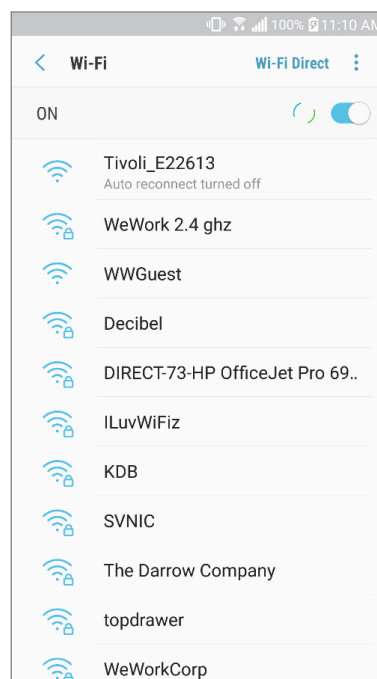 100% 11:10 AM
Wi-Fi Wi-Fi Direct
ON
Tivoli_E22613
Auto reconnect turned off
WeWork 2.4 ghz
WWGuest
Decibel
DIRECT-73-HP OfficeJet Pro 69..
ILuvWiFiz
KDB
SVNIC
The Darrow Company
topdrawer
WeWorkCorp